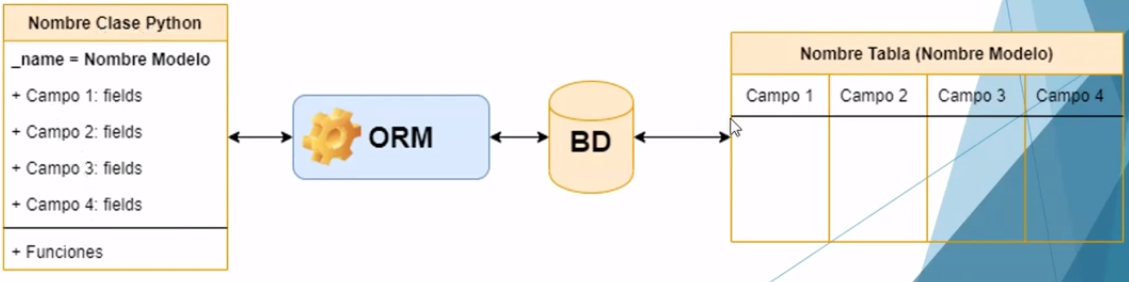 Nombre Clase Python
_name = Nombre Modelo
+ Campo 1: fields
+ Campo 2: fields
+ Campo 3: fields
+ Campo 4: fields
+ Funciones
ORM
BD
Nombre Tabla (Nombre Modelo)
Campo 1 Campo 2 Campo 3 Campo 4